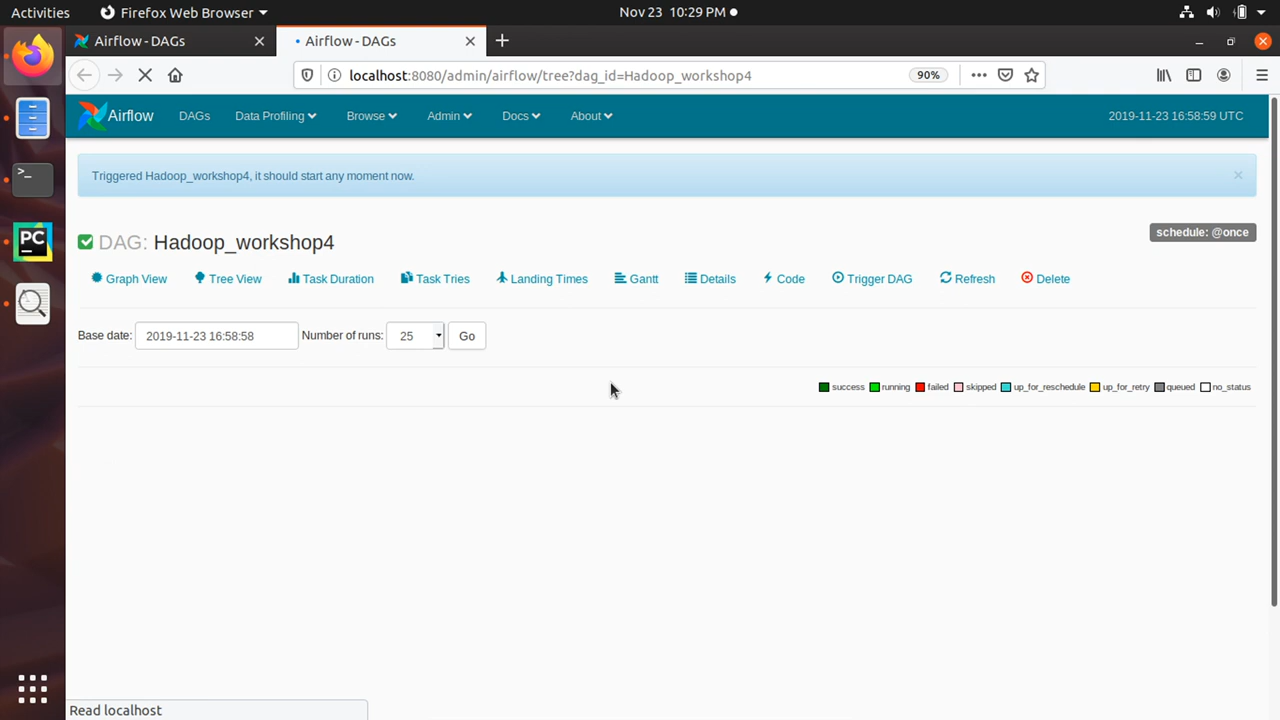 Activities Firefox Web Browser Nov 23 10:29 PM
Airflow - DAGs Airflow - DAGs
localhost:8080/admin/airflow/tree?dag_id=Hadoop_workshop4 90%
Airflow DAGs Data Profiling Browse Admin Docs About 2019-11-23 16:58:59 UTC
Triggered Hadoop_workshop4, it should start any moment now. ×
DAG: Hadoop_workshop4 schedule: @once
Graph View Tree View Task Duration Task Tries Landing Times Gantt Details Code Trigger DAG Refresh Delete
Base date: 2019-11-23 16:58:58 Number of runs: 25 Go
success running failed skipped up_for_reschedule up_for_retry queued no_status
PC
Read localhost